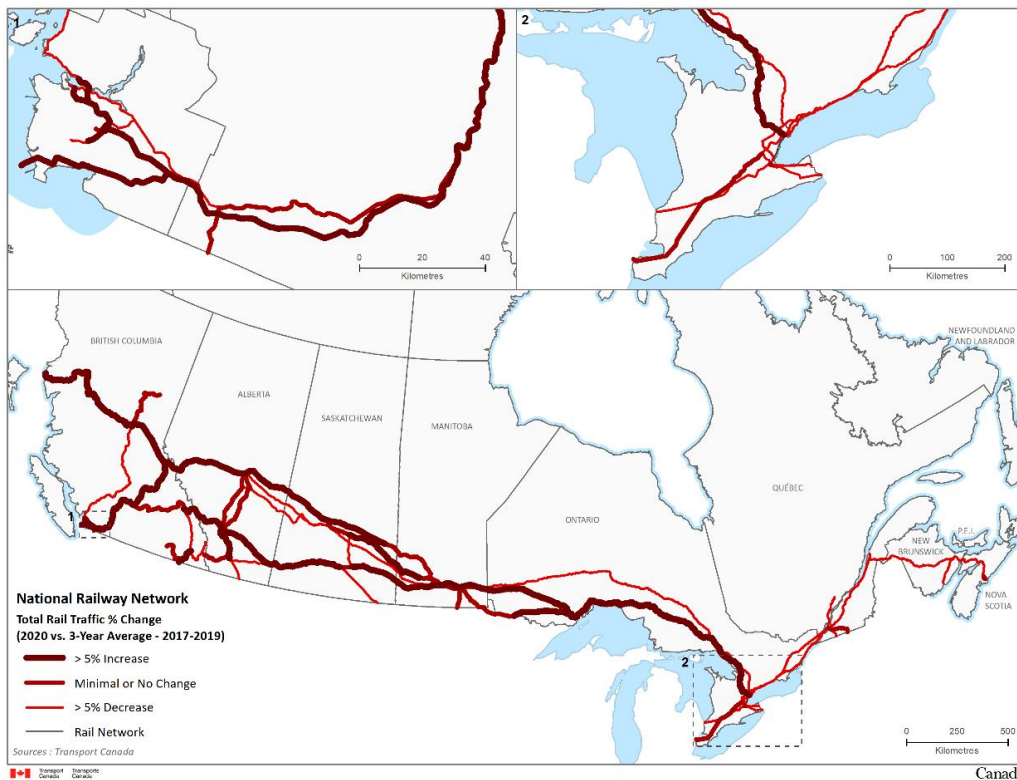 1
0 20 40
Kilometres
2
0 100 200
Kilometres
BRITISH COLUMBIA
ALBERTA
SASKATCHEWAN
MANITOBA
ONTARIO
QUÉBEC
NEWFOUNDLAND
AND LABRADOR
P.E.I.
NEW
BRUNSWICK
NOVA
SCOTIA
1
2
National Railway Network
Total Rail Traffic % Change
(2020 vs. 3-Year Average - 2017-2019)
> 5% Increase
Minimal or No Change
> 5% Decrease
Rail Network
Sources : Transport Canada
0 250 500
Kilometres
Transport Transports
Canada Canada
Canad